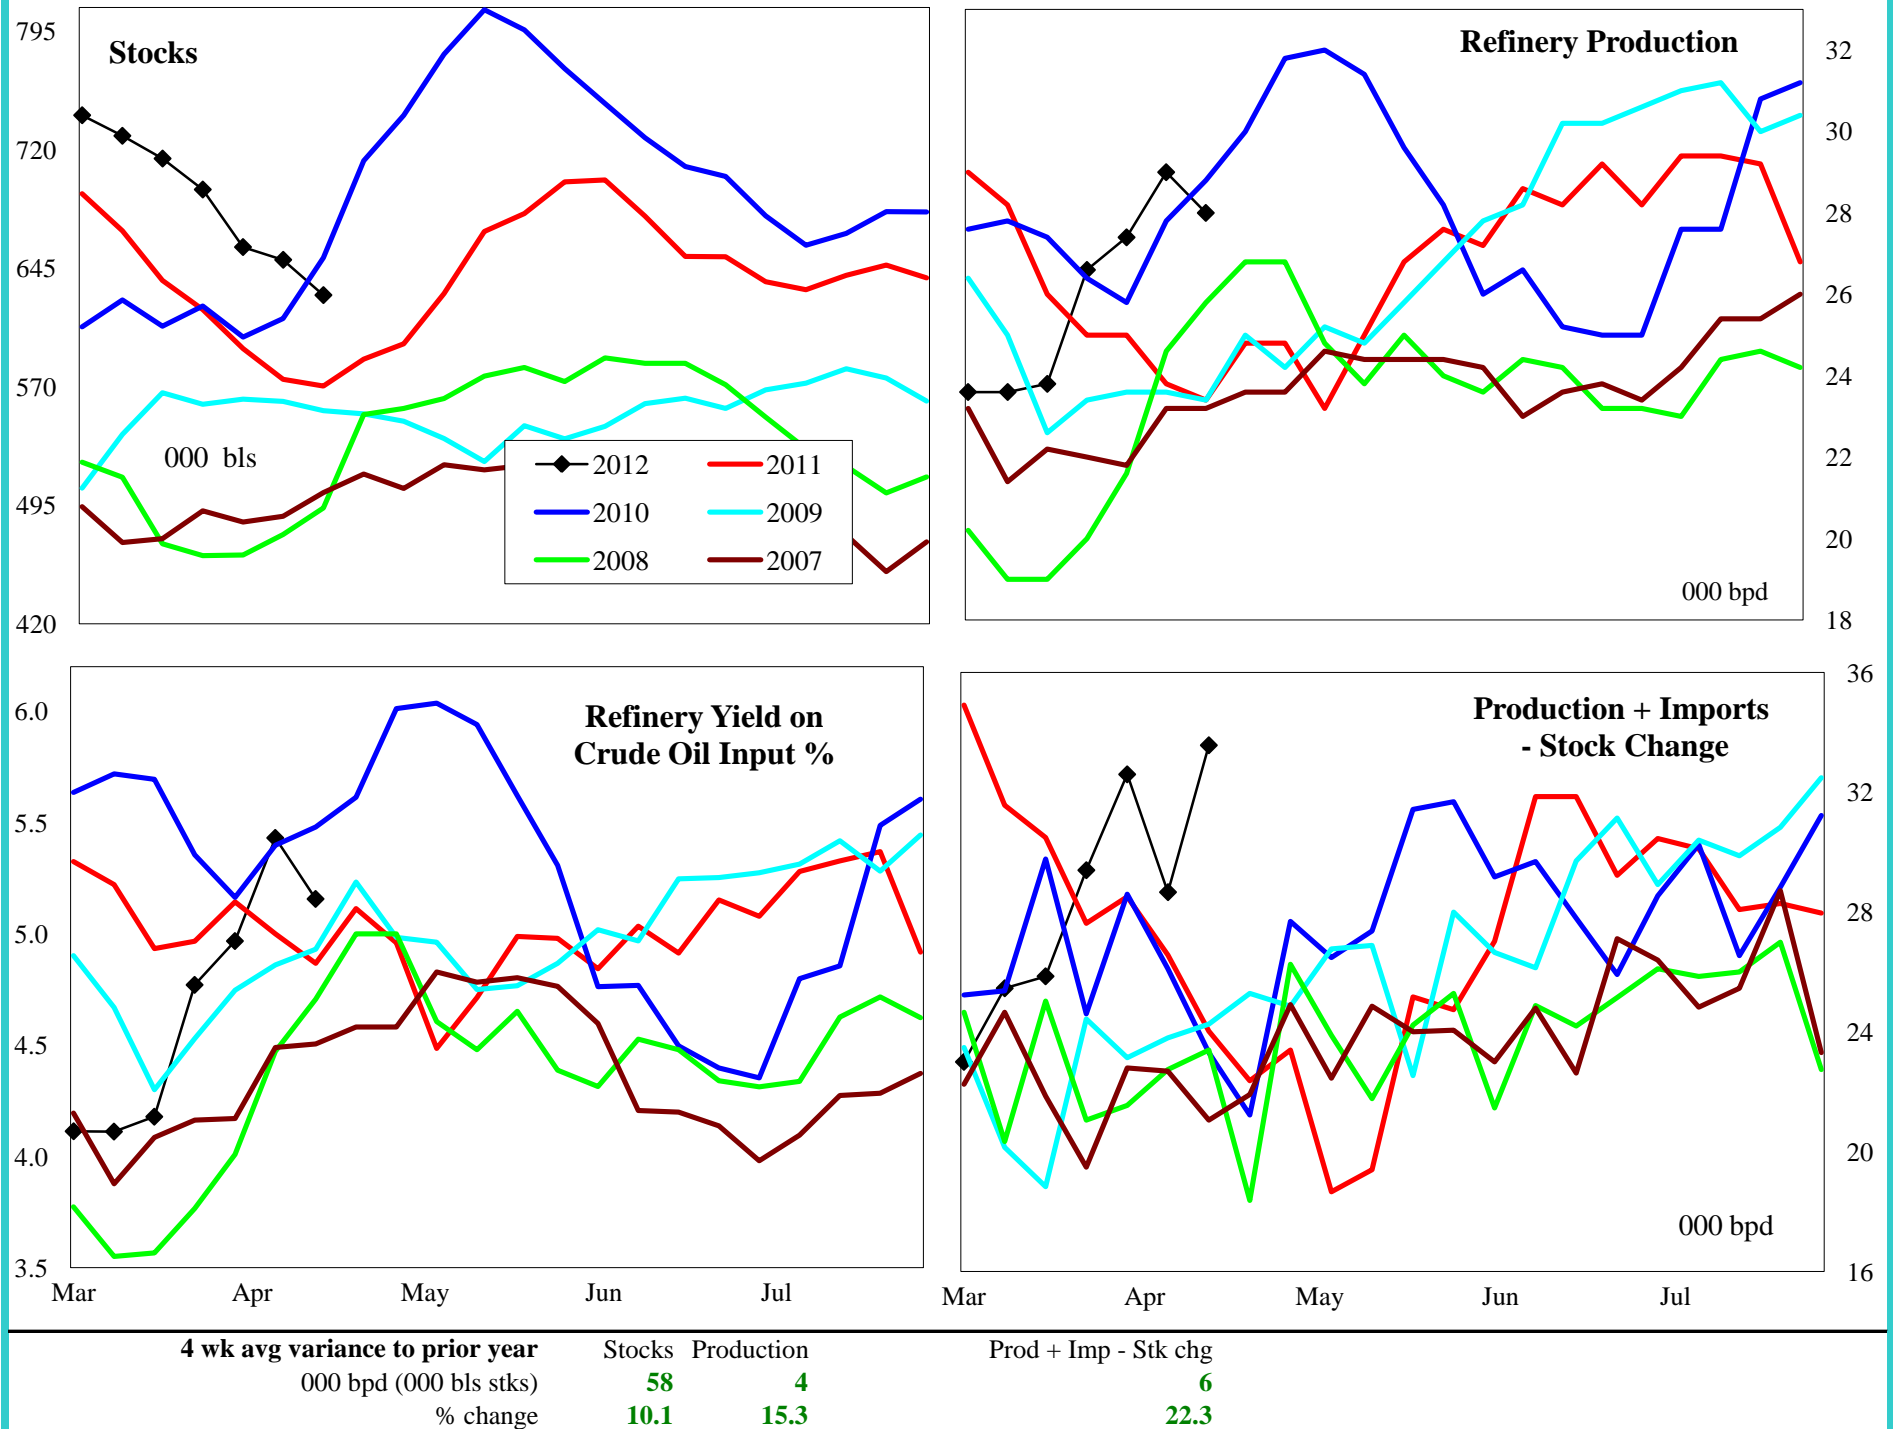 Stocks
795
720
645
570
495
420
000 bls
2012
2011
2010
2009
2008
2007
Refinery Production
32
30
28
26
24
22
20
18
000 bpd
Refinery Yield on
Crude Oil Input %
6.0
5.5
5.0
4.5
4.0
3.5
Mar Apr May Jun Jul
Production + Imports
- Stock Change
36
32
28
24
20
16
000 bpd
Mar Apr May Jun Jul
4 wk avg variance to prior year Stocks Production Prod + Imp - Stk chg
000 bpd (000 bls stks) 58 4 6
% change 10.1 15.3 22.3